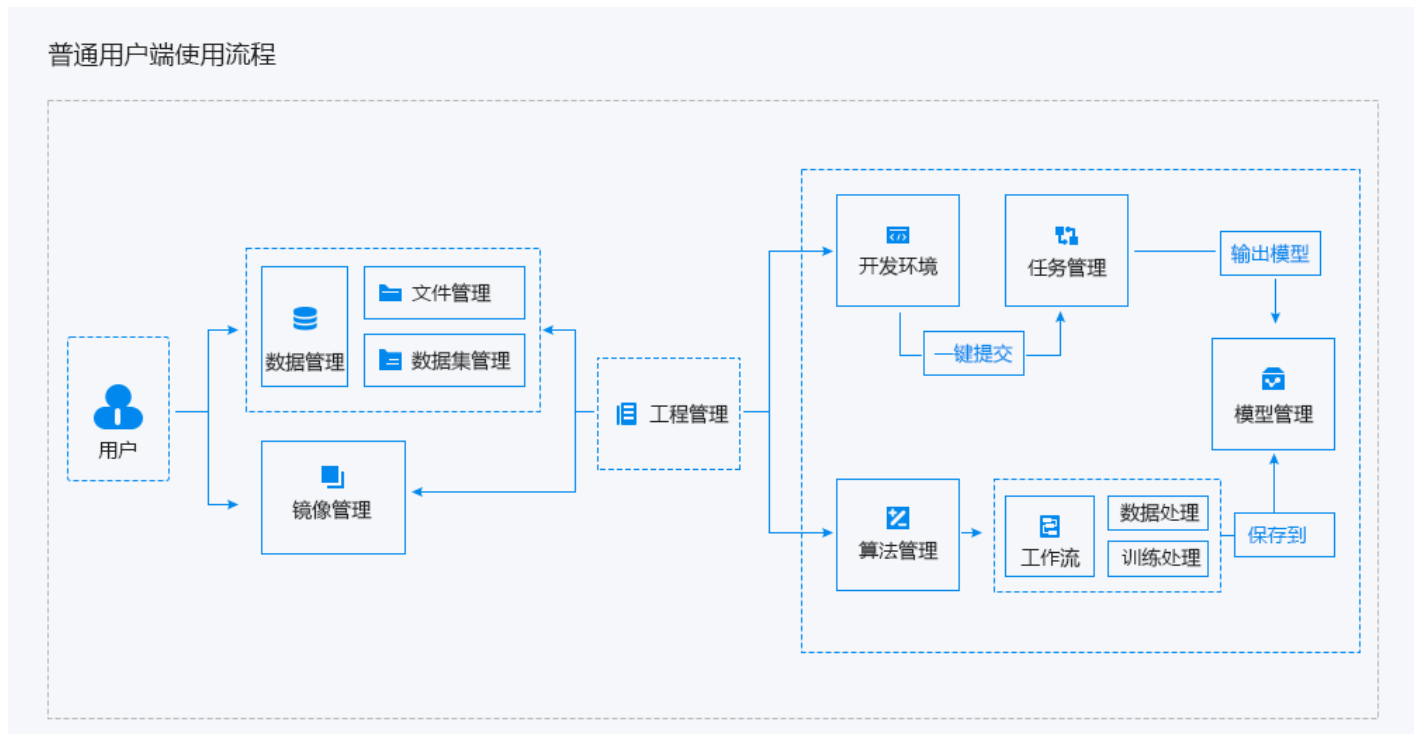 普通用户端使用流程
用户
数据管理
文件管理
数据集管理
镜像管理
工程管理
开发环境
任务管理
一键提交
输出模型
模型管理
算法管理
工作流
数据处理
训练处理
保存到